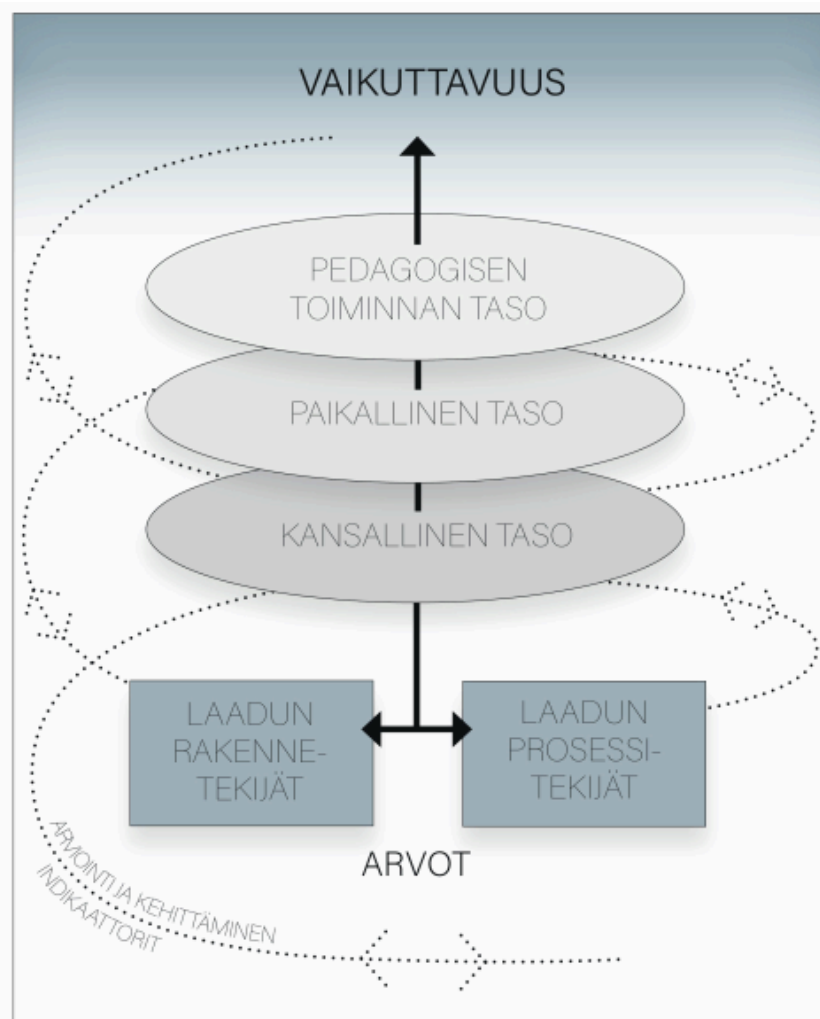 VAIKUTTAVUUS
PEDAGOGISEN
TOIMINNAN TASO
PAIKALLINEN TASO
KANSALLINEN TASO
LAADUN
RAKENNE-
TEKIJÄT
LAADUN
PROSESSI-
TEKIJÄT
ARVOT
ARVIOINTI JA KEHITTÄMINEN
INDIKAATTORIT